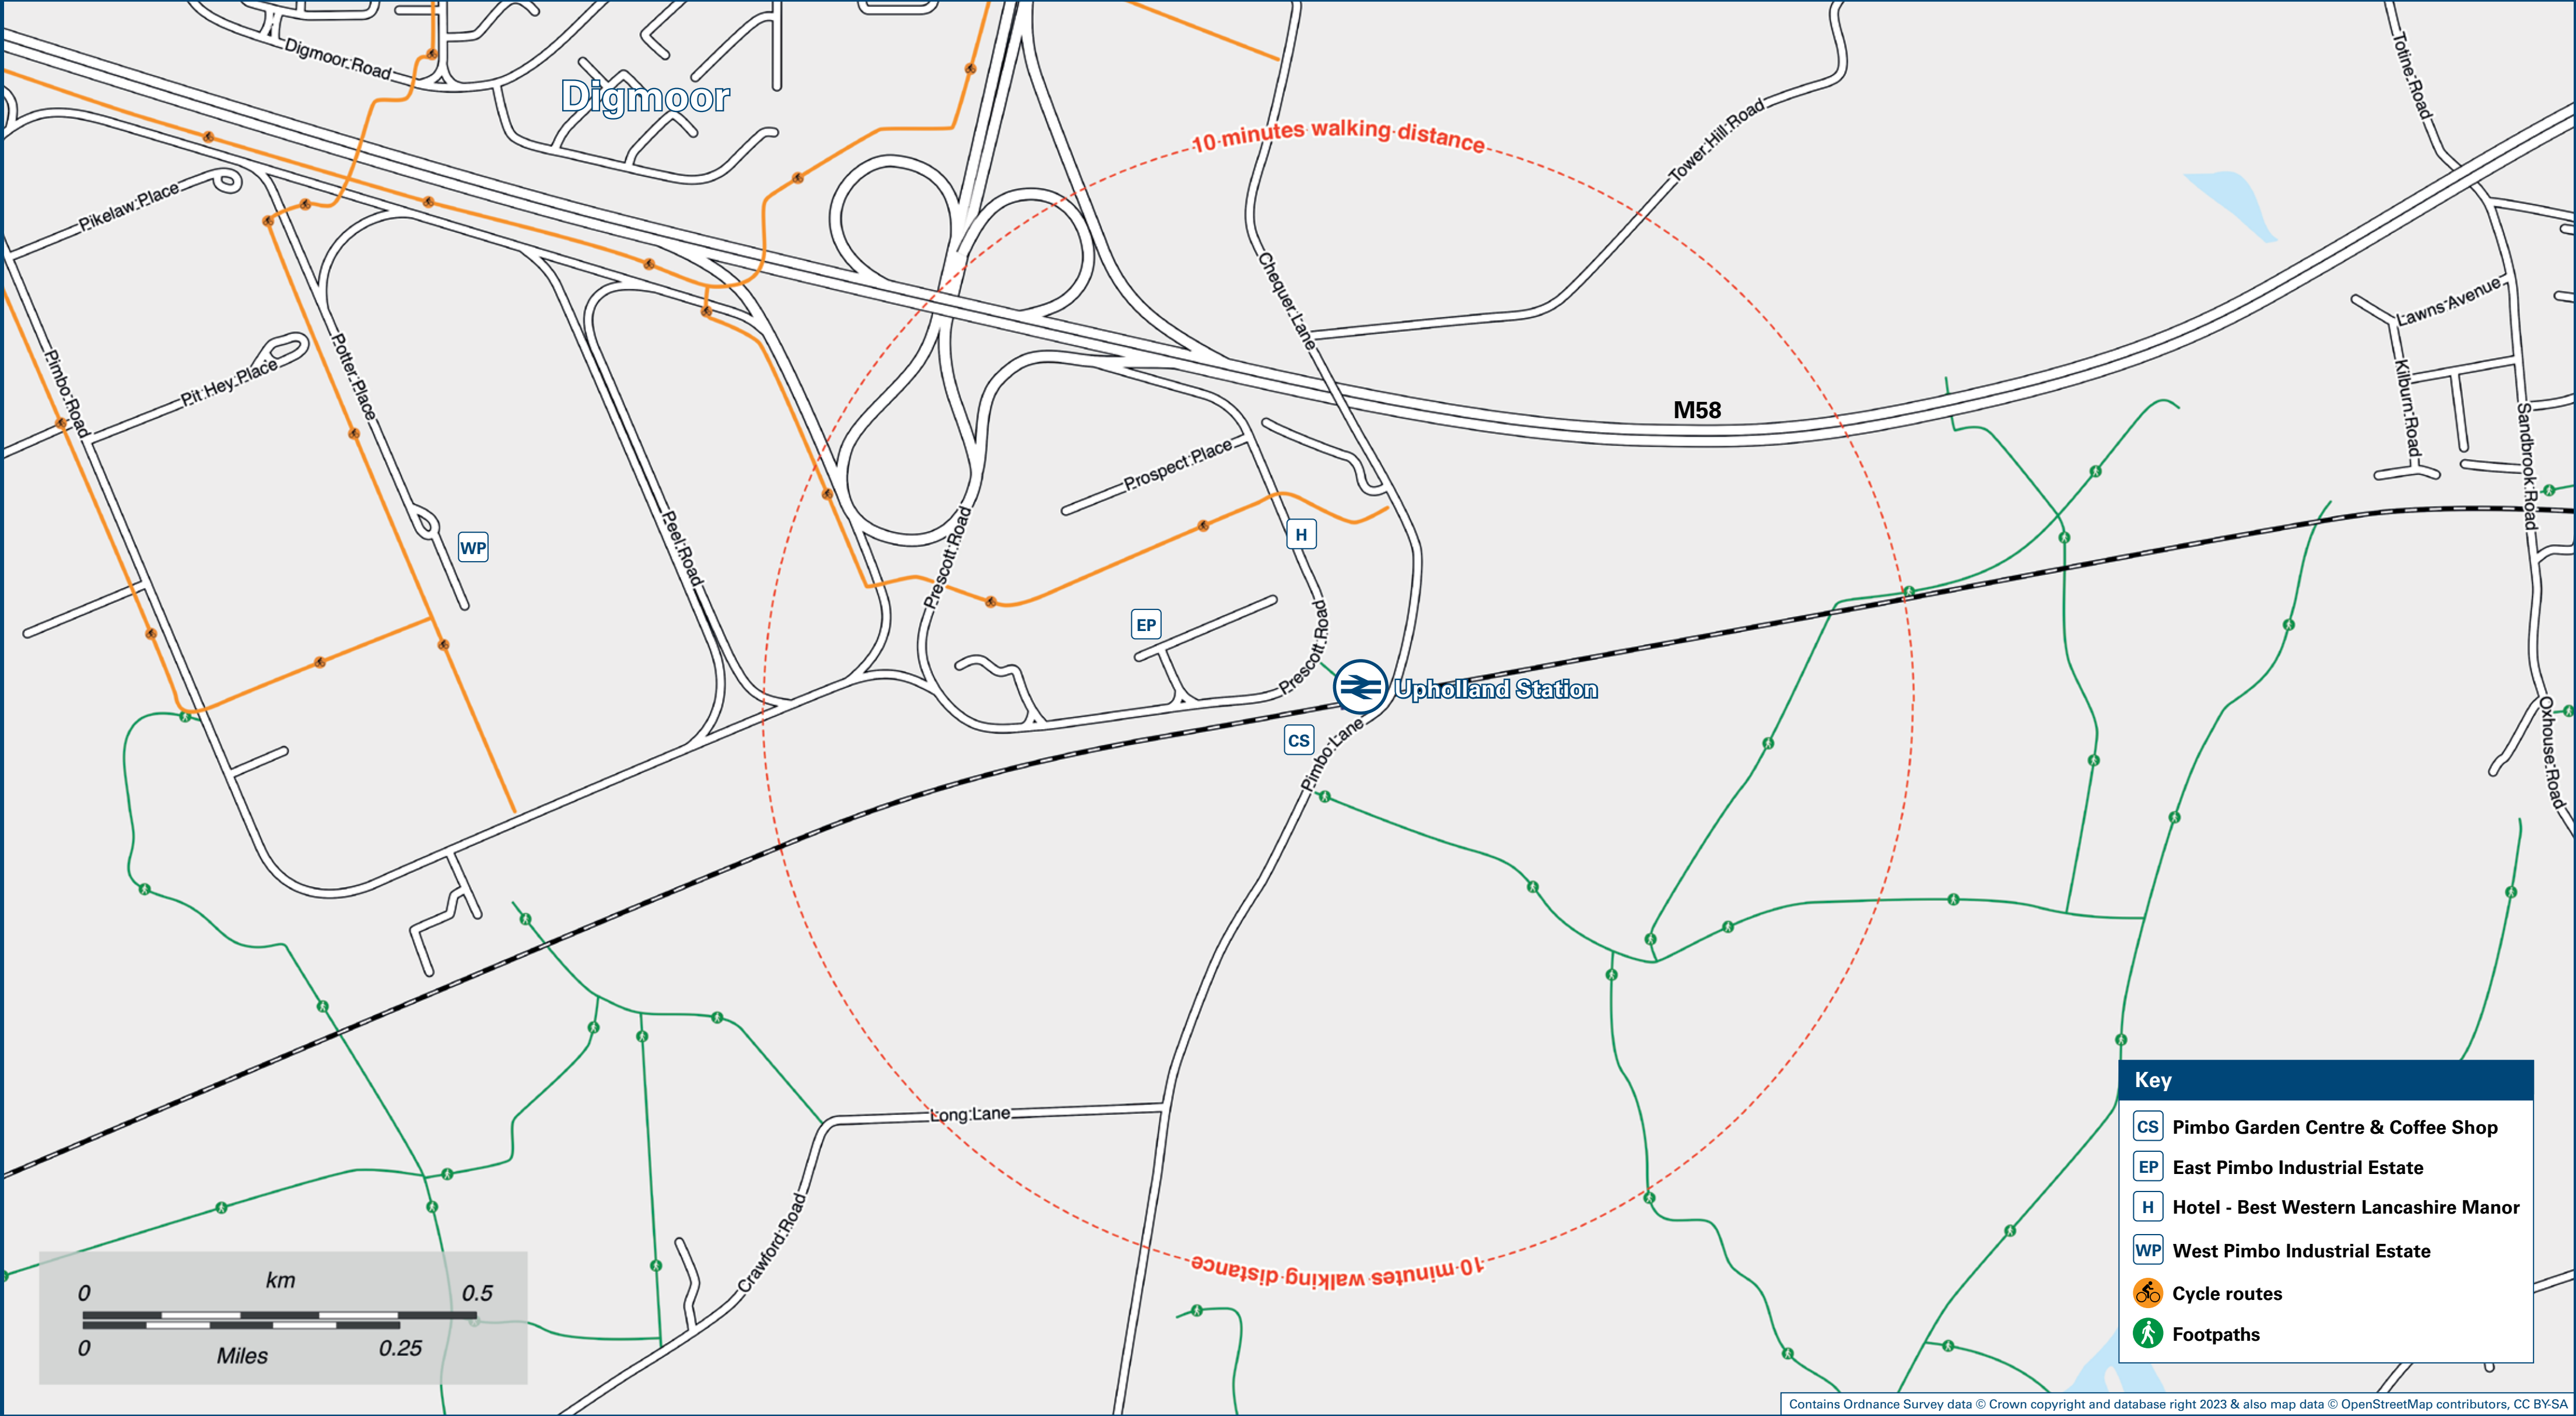 Digmoor Road
Digmoor
Totine Road
10 minutes walking distance
Tower Hill Road
Pikelaw Place
Chequer Lane
Lawns Avenue
Pimbo Road
Pit Hey Place
Potter Place
Kilburn Road
M58
Sandbrook Road
Prospect Place
Peel Road
Prescott Road
H
WP
EP
Prescott Road
Upholland Station
CS
Pimbo Lane
Oxhouse Road
Long Lane
Crawford Road
10 minutes walking distance
km
0 0.5
0 0.25
Miles
Key
CS Pimbo Garden Centre & Coffee Shop
EP East Pimbo Industrial Estate
H Hotel - Best Western Lancashire Manor
WP West Pimbo Industrial Estate
Cycle routes
Footpaths
Contains Ordnance Survey data © Crown copyright and database right 2023 & also map data © OpenStreetMap contributors, CC BY-SA